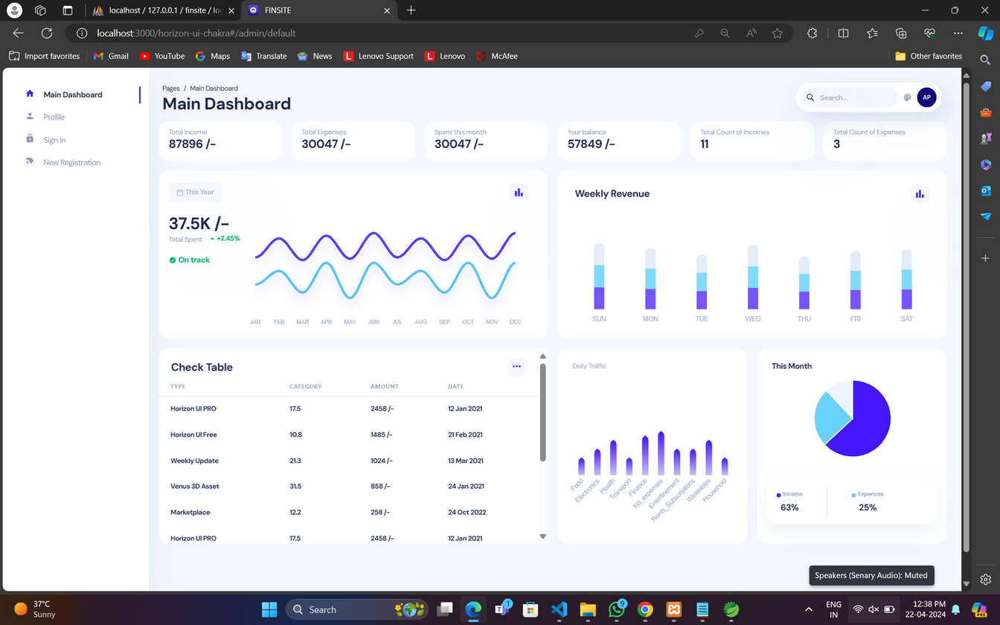 localhost / 127.0.0.1 / finsite / log
FINSITE
localhost:3000/horizon-ui-chakra#/admin/default
Import favorites
Gmail
YouTube
Maps
Translate
News
Lenovo Support
Lenovo
McAfee
Other favorites
Main Dashboard
Profile
Sign In
New Registration
Pages / Main Dashboard
Main Dashboard
Search...
AP
Total Income
87896 /-
Total Expenses
30047 /-
Spent this month
30047 /-
Your balance
57849 /-
Total Count of Incomes
11
Total Count of Expenses
3
This Year
37.5K /-
Total Spent
+2.45%
On track
JAN FEB MAR APR MAY JUN JUL AUG SEP OCT NOV DEC
Weekly Revenue
SUN MON TUE WED THU FRI SAT
Check Table
TYPE CATEGORY AMOUNT DATE
Horizon UI PRO 17.5 2458 /- 12 Jan 2021
Horizon UI Free 10.8 1485 /- 21 Feb 2021
Weekly Update 21.3 1024 /- 13 Mar 2021
Venus 3D Asset 31.5 858 /- 24 Jan 2021
Marketplace 12.2 258 /- 24 Oct 2022
Horizon UI PRO 17.5 2458 /- 12 Jan 2021
Daily Traffic
Food
Electronics
Health
Transport
Finance
kid_expenses
Entertinement
Rents_Subscriptions
Wearables
Household
This Month
Income
63%
Expences
25%
Speakers (Senary Audio): Muted
37°C
Sunny
Search
1
9
ENG
IN
12:38 PM
22-04-2024
PRE